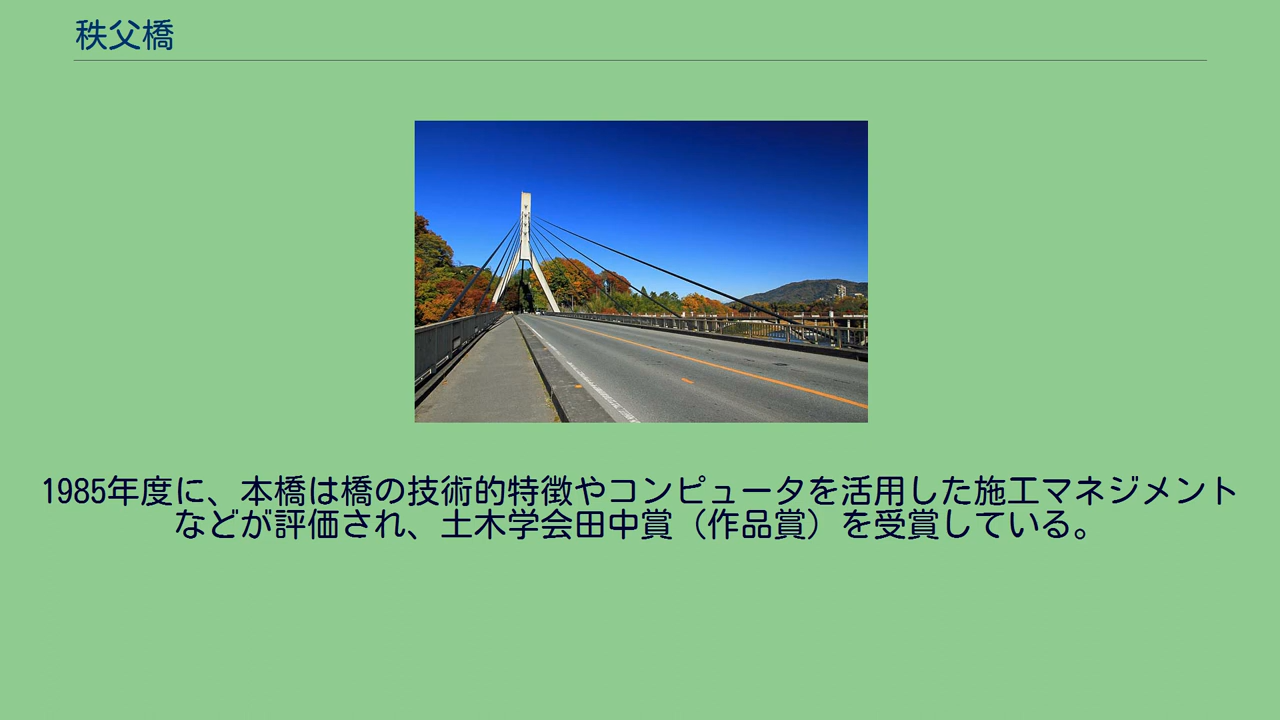 秩父橋
1985年度に、本橋は橋の技術的特徴やコンピュータを活用した施工マネジメント
などが評価され、土木学会田中賞（作品賞）を受賞している。